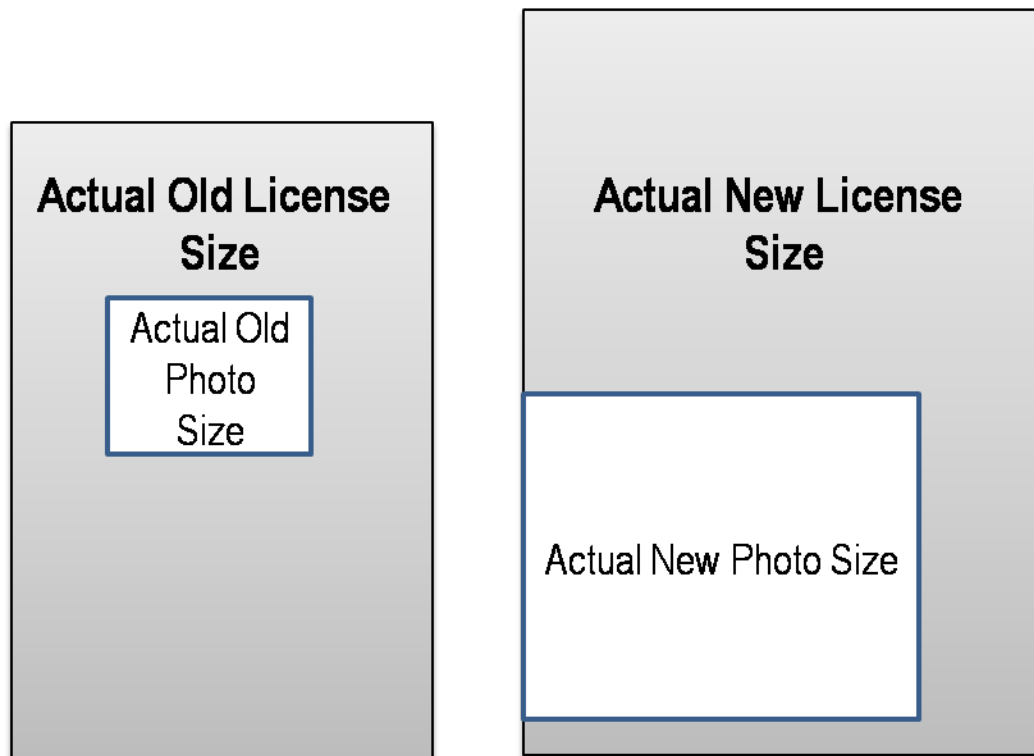 Actual Old License
Size
Actual Old
Photo
Size
Actual New License
Size
Actual New Photo Size